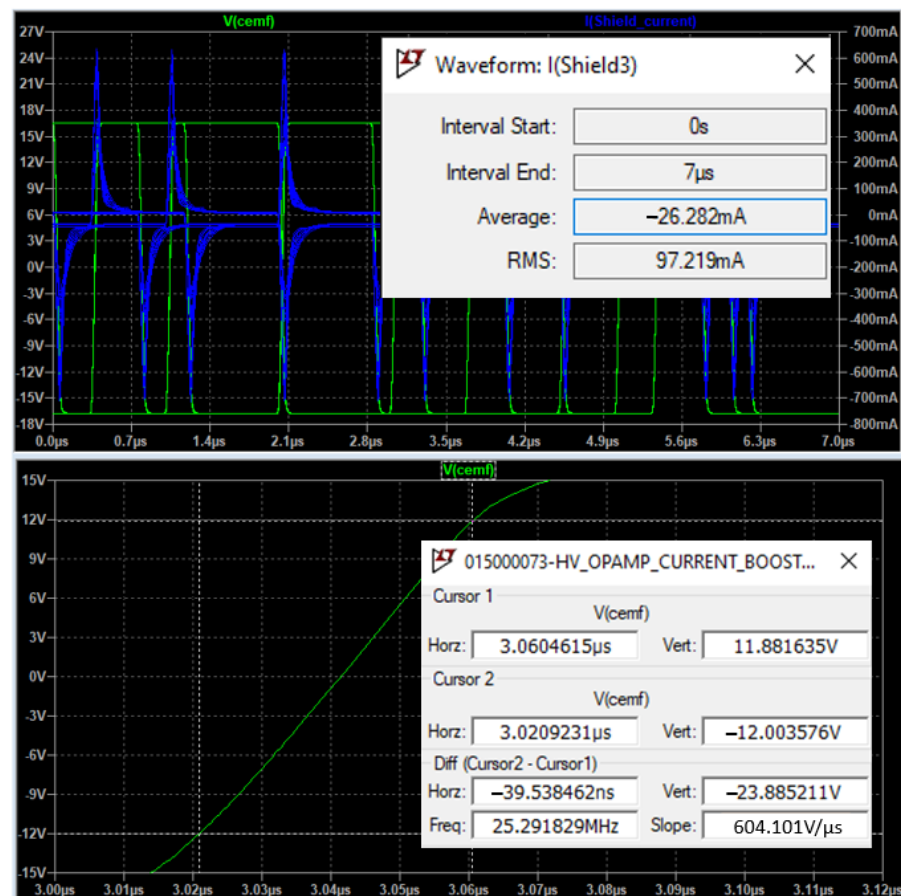 V(cemf) I(Shield_current)
27V 700mA
24V 600mA
21V 500mA
18V 400mA
15V 300mA
12V 200mA
9V 100mA
6V 0mA
3V -100mA
0V -200mA
-3V -300mA
-6V -400mA
-9V -500mA
-12V -600mA
-15V -700mA
-18V -800mA
0.0µs 0.7µs 1.4µs 2.1µs 2.8µs 3.5µs 4.2µs 4.9µs 5.6µs 6.3µs 7.0µs
Waveform: I(Shield3)
Interval Start: 0s
Interval End: 7µs
Average: −26.282mA
RMS: 97.219mA
V(cemf)
15V
12V
9V
6V
3V
0V
-3V
-6V
-9V
-12V
-15V
3.00µs 3.01µs 3.02µs 3.03µs 3.04µs 3.05µs 3.06µs 3.07µs 3.08µs 3.09µs 3.10µs 3.11µs 3.12µs
015000073-HV_OPAMP_CURRENT_BOOST...
Cursor 1
V(cemf)
Horz: 3.0604615µs Vert: 11.881635V
Cursor 2
V(cemf)
Horz: 3.0209231µs Vert: −12.003576V
Diff (Cursor2 - Cursor1)
Horz: −39.538462ns Vert: −23.885211V
Freq: 25.291829MHz Slope: 604.101V/µs